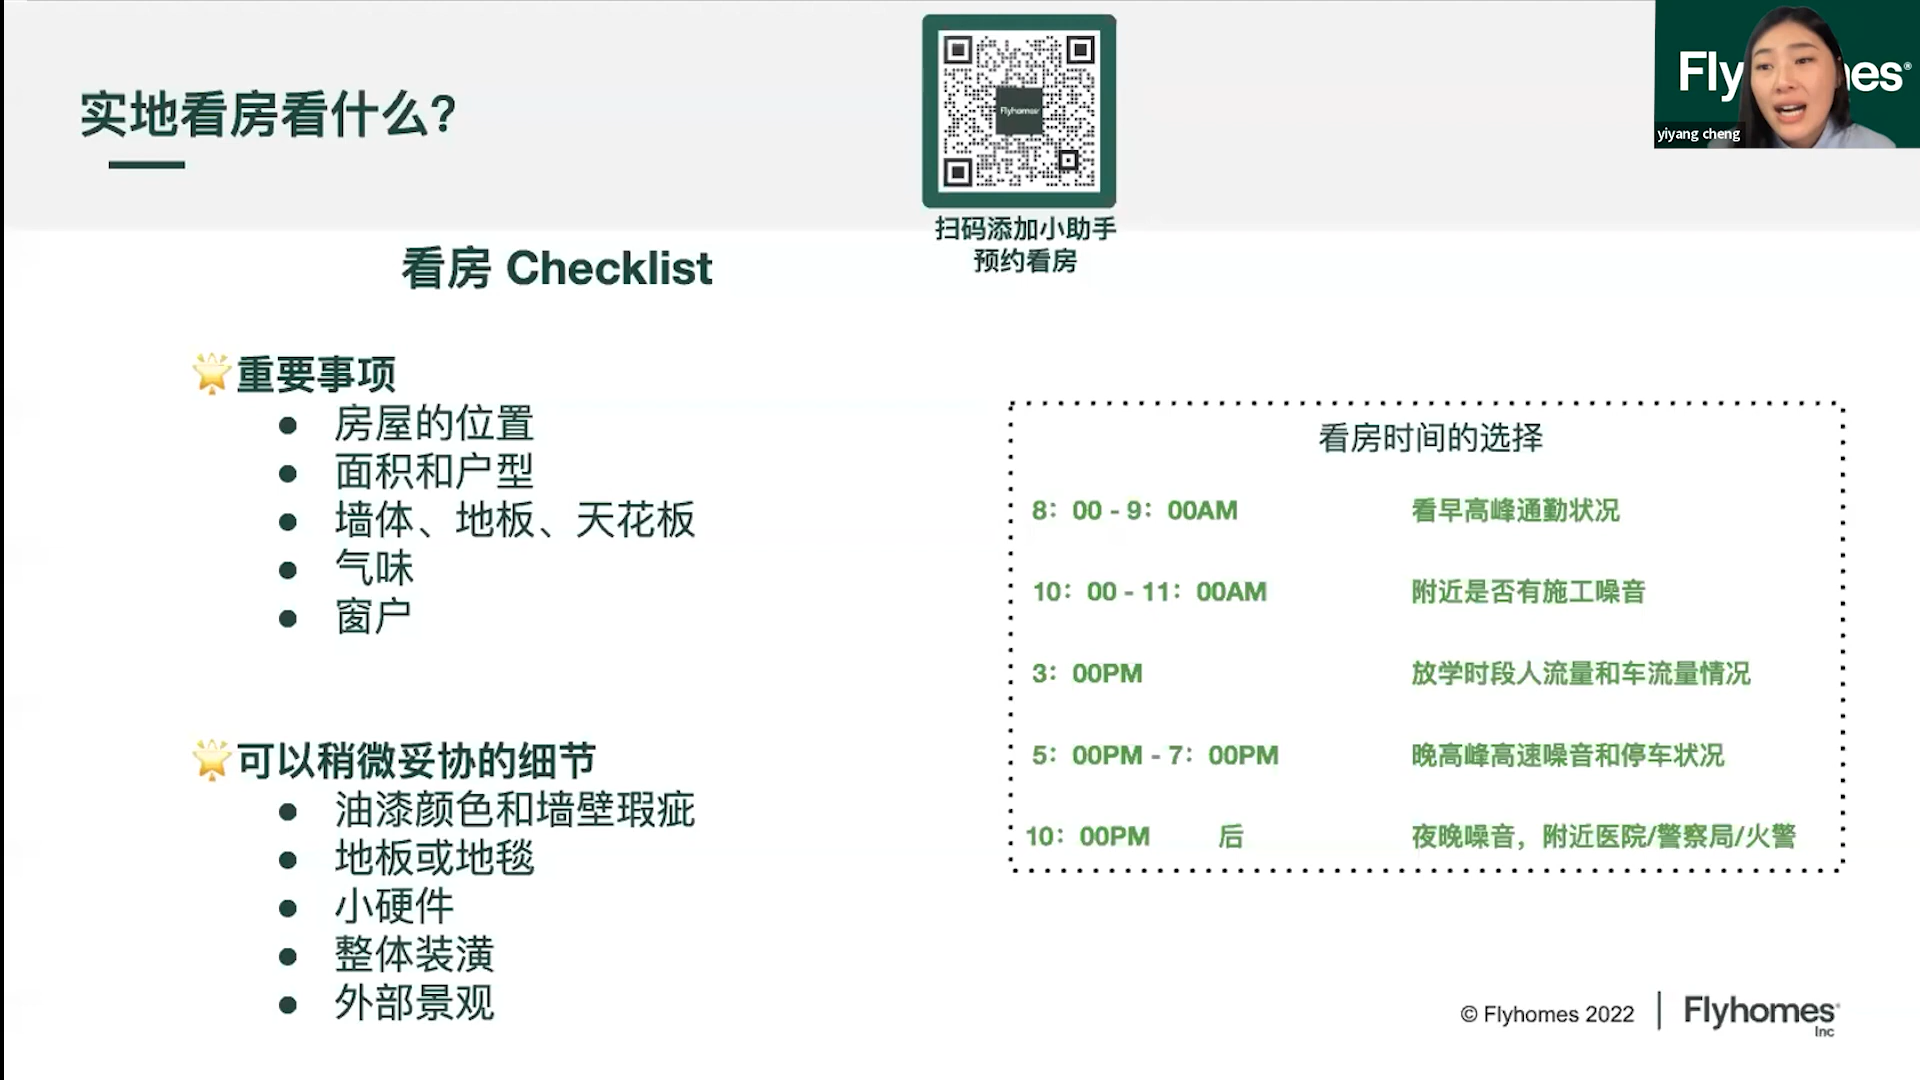 实地看房看什么?
Flyhomes
扫码添加小助手
预约看房
yiyang cheng
看房 Checklist
重要事项
房屋的位置
面积和户型
墙体、地板、天花板
气味
窗户
可以稍微妥协的细节
油漆颜色和墙壁瑕疵
地板或地毯
小硬件
整体装潢
外部景观
看房时间的选择
8：00 - 9：00AM 看早高峰通勤状况
10：00 - 11：00AM 附近是否有施工噪音
3：00PM 放学时段人流量和车流量情况
5：00PM - 7：00PM 晚高峰高速噪音和停车状况
10：00PM 后 夜晚噪音，附近医院/警察局/火警
© Flyhomes 2022 | Flyhomes Inc